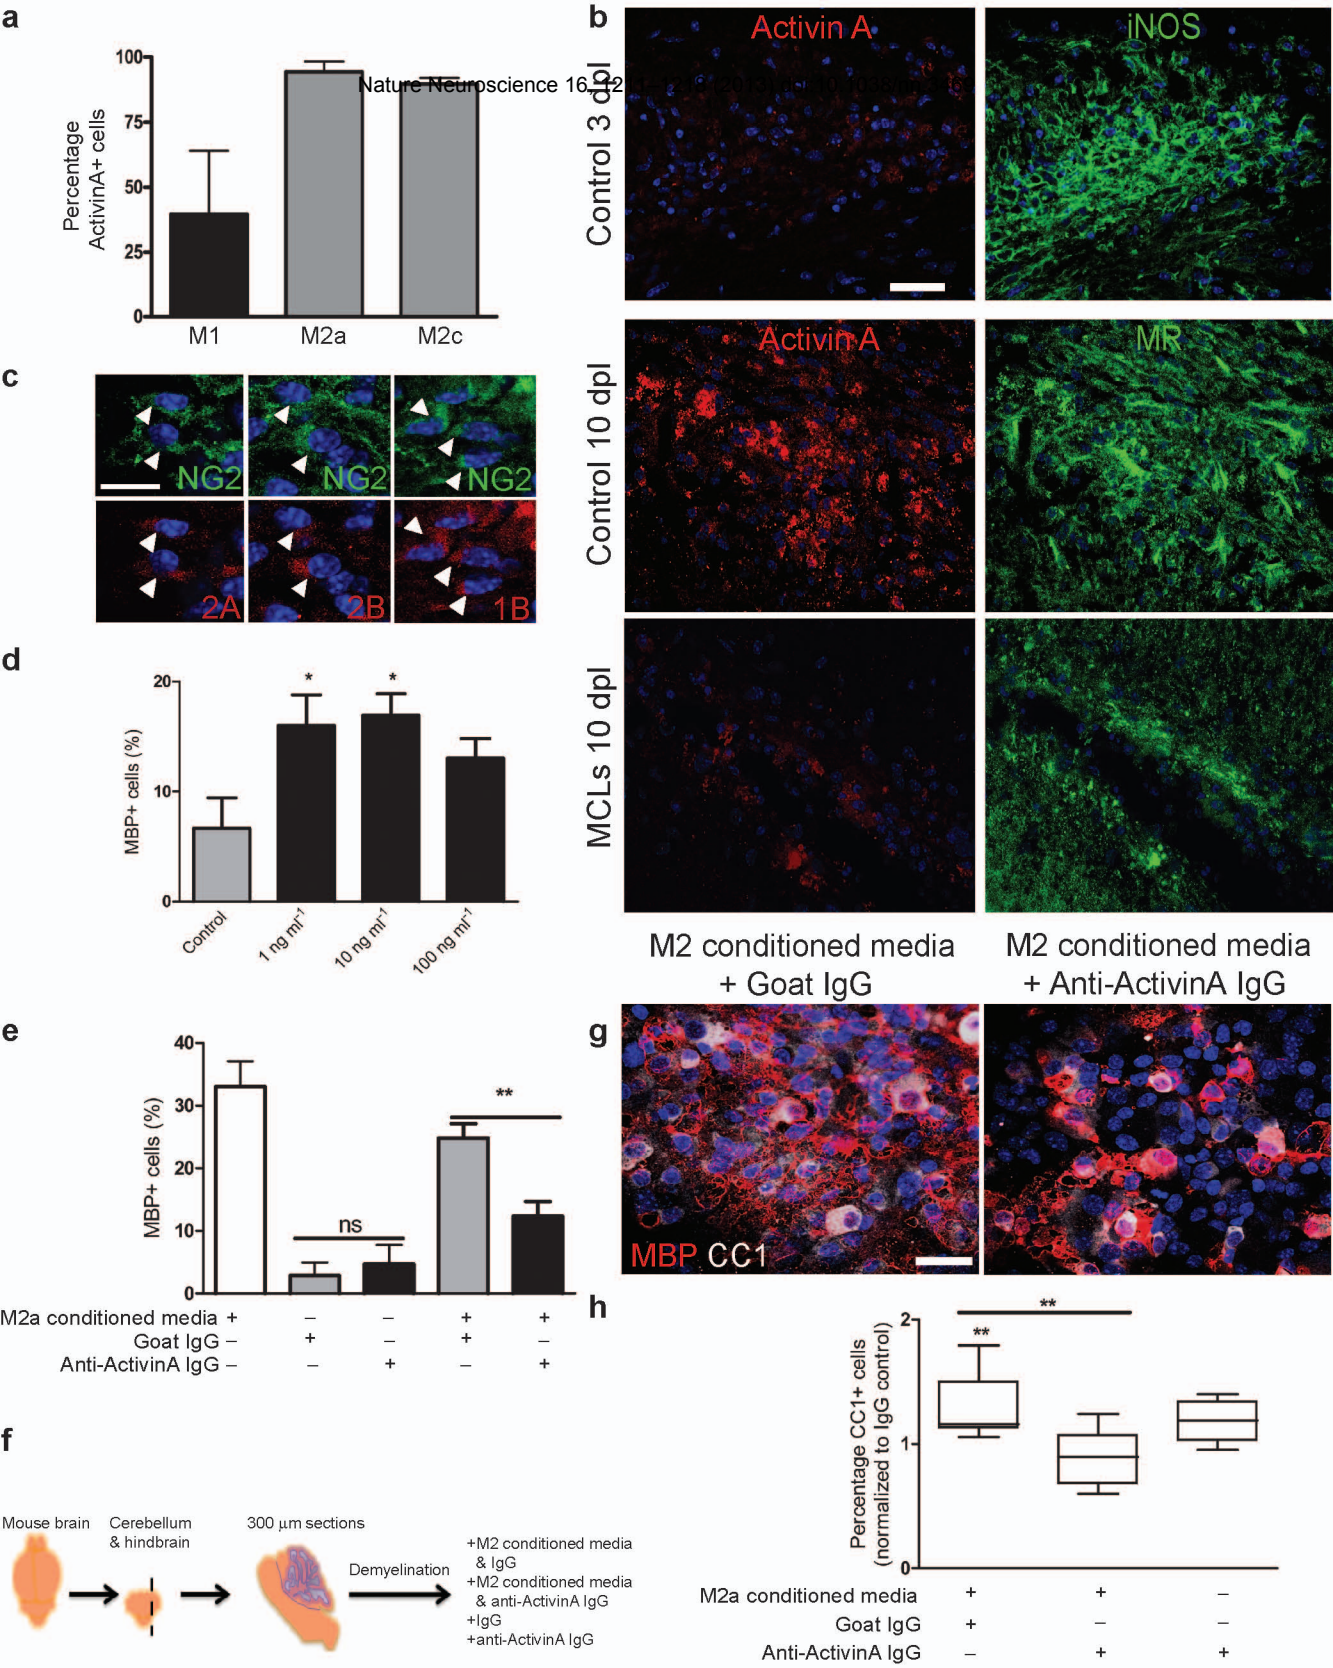 a
Percentage
ActivinA+ cells
100
75
50
25
0
M1 M2a M2c
Nature Neuroscience 16,
b
Activin A
iNOS
Control 3 dpl
Activin A
MR
Control 10 dpl
MCLs 10 dpl
c
NG2 NG2 NG2
2A 2B 1B
d
MBP+ cells (%)
20
10
0
* *
Control
1 ng ml⁻¹
10 ng ml⁻¹
100 ng ml⁻¹
e
MBP+ cells (%)
40
30
20
10
0
ns
**
M2a conditioned media + – – + +
Goat IgG – + – + –
Anti-ActivinA IgG – – + – +
f
Mouse brain
Cerebellum
& hindbrain
300 μm sections
Demyelination
+M2 conditioned media
& IgG
+M2 conditioned media
& anti-ActivinA IgG
+IgG
+anti-ActivinA IgG
M2 conditioned media
+ Goat IgG
M2 conditioned media
+ Anti-ActivinA IgG
g
MBP CC1
h
Percentage CC1+ cells
(normalized to IgG control)
2
1
0
**
**
M2a conditioned media + + –
Goat IgG + – –
Anti-ActivinA IgG – + +